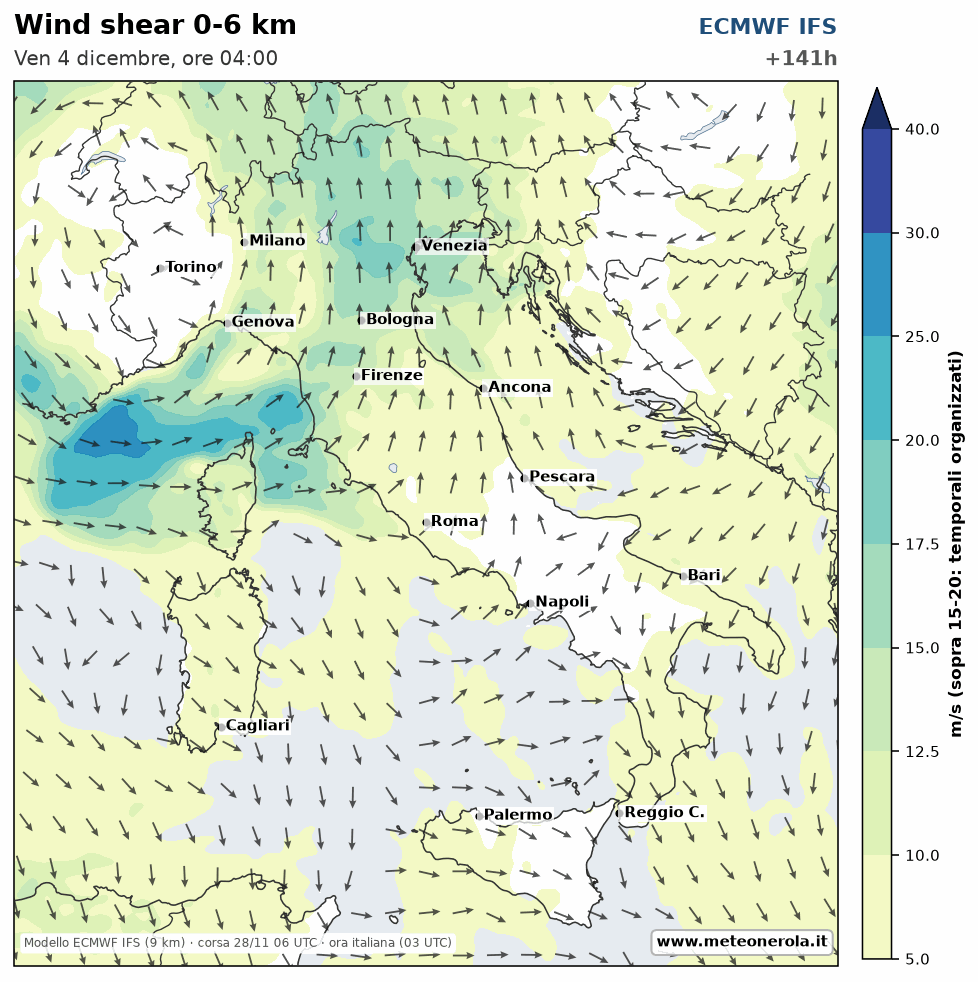 Wind shear 0-6 km
ECMWF IFS
Ven 4 dicembre, ore 04:00
+141h
Milano
Venezia
Torino
Genova
Bologna
Firenze
Ancona
Pescara
Roma
Bari
Napoli
Cagliari
Palermo
Reggio C.
40.0
30.0
25.0
20.0
17.5
15.0
12.5
10.0
5.0
m/s (sopra 15-20: temporali organizzati)
Modello ECMWF IFS (9 km) · corsa 28/11 06 UTC · ora italiana (03 UTC)
www.meteonerola.it